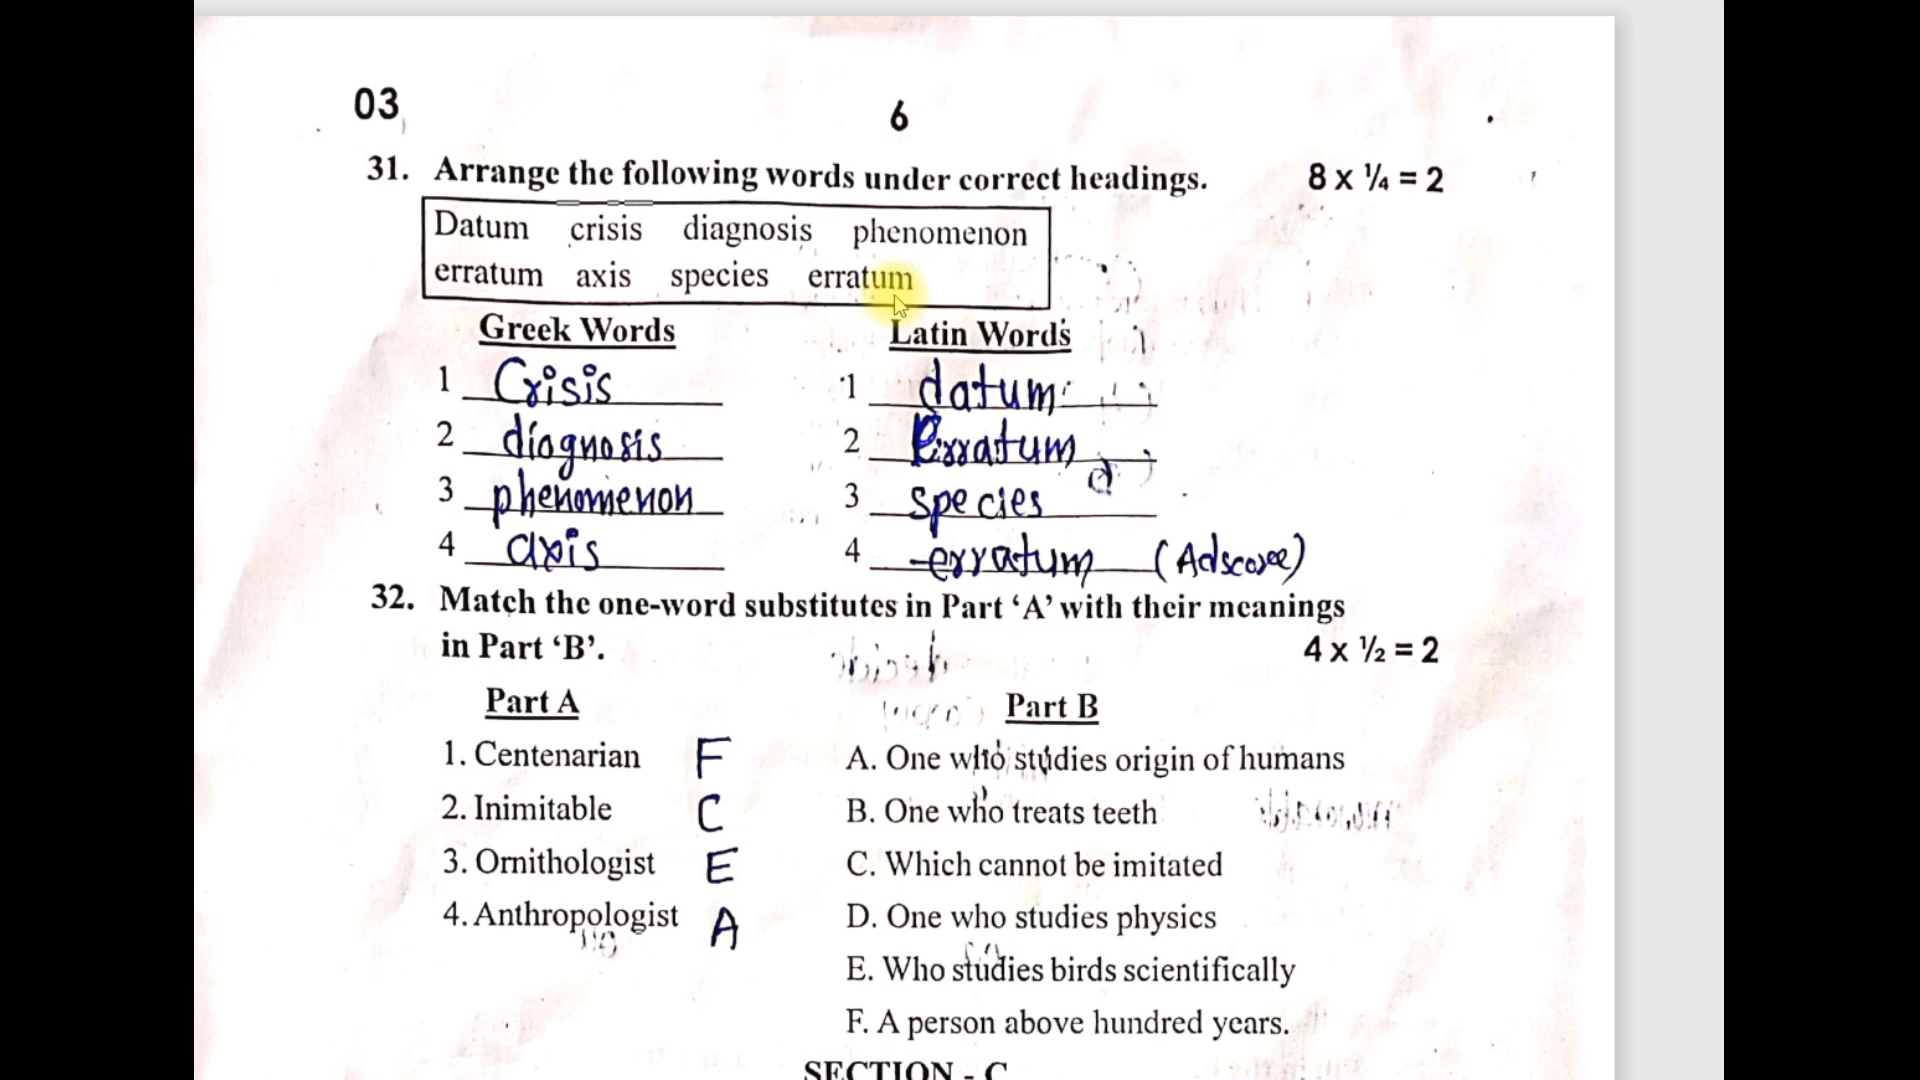 03 6
31. Arrange the following words under correct headings. 8 x ¼ = 2
Datum crisis diagnosis phenomenon
erratum axis species erratum
Greek Words Latin Words
1 Crisis 1 datum
2 diagnosis 2 Erratum
3 phenomenon 3 species
4 axis 4 erratum (Adscoree)
32. Match the one-word substitutes in Part ‘A’ with their meanings
in Part ‘B’. 4 x ½ = 2
Part A Part B
1. Centenarian F A. One who studies origin of humans
2. Inimitable C B. One who treats teeth
3. Ornithologist E C. Which cannot be imitated
4. Anthropologist A D. One who studies physics
E. Who studies birds scientifically
F. A person above hundred years.
SECTION - C